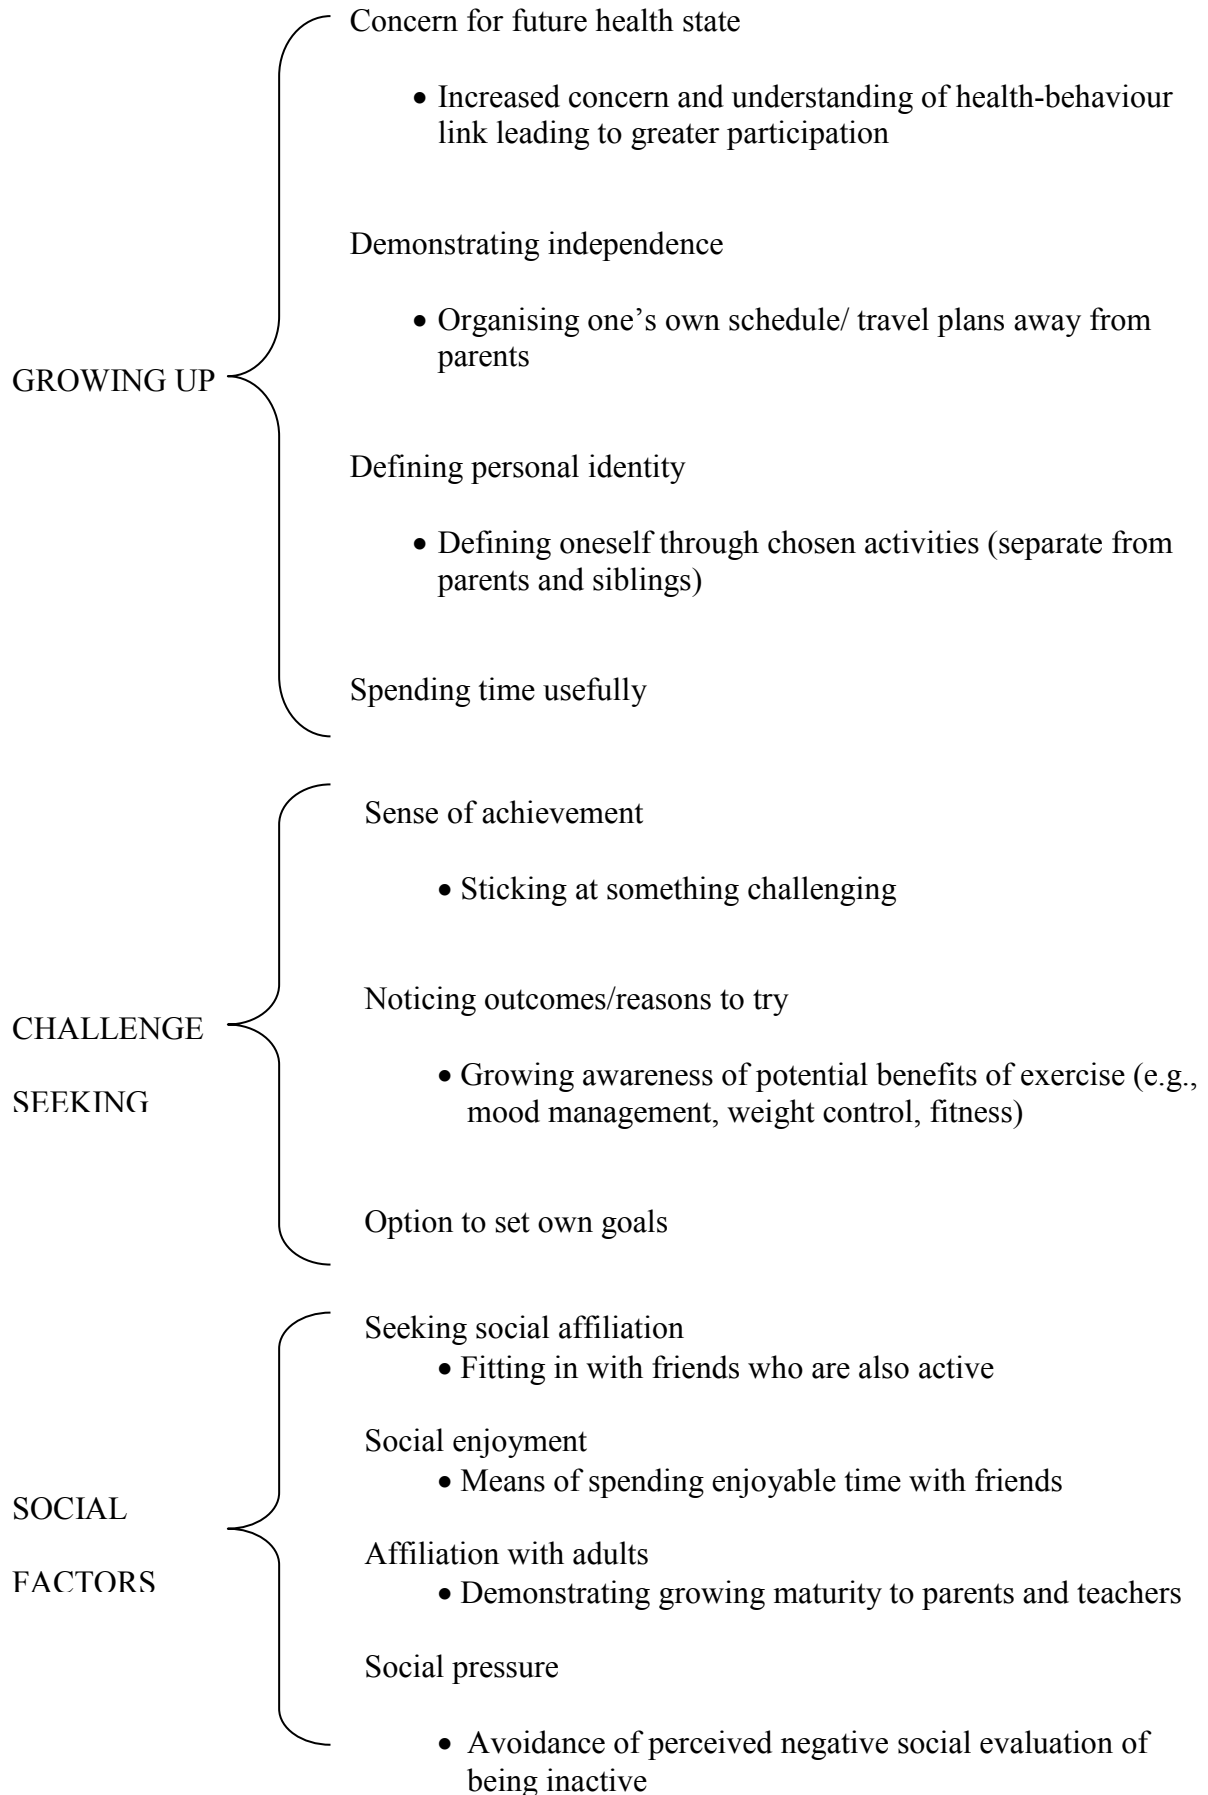 Concern for future health state
• Increased concern and understanding of health-behaviour
link leading to greater participation
Demonstrating independence
• Organising one’s own schedule/ travel plans away from
parents
GROWING UP
Defining personal identity
• Defining oneself through chosen activities (separate from
parents and siblings)
Spending time usefully
Sense of achievement
• Sticking at something challenging
Noticing outcomes/reasons to try
CHALLENGE
SEEKING
• Growing awareness of potential benefits of exercise (e.g.,
mood management, weight control, fitness)
Option to set own goals
Seeking social affiliation
• Fitting in with friends who are also active
Social enjoyment
• Means of spending enjoyable time with friends
SOCIAL
FACTORS
Affiliation with adults
• Demonstrating growing maturity to parents and teachers
Social pressure
• Avoidance of perceived negative social evaluation of
being inactive